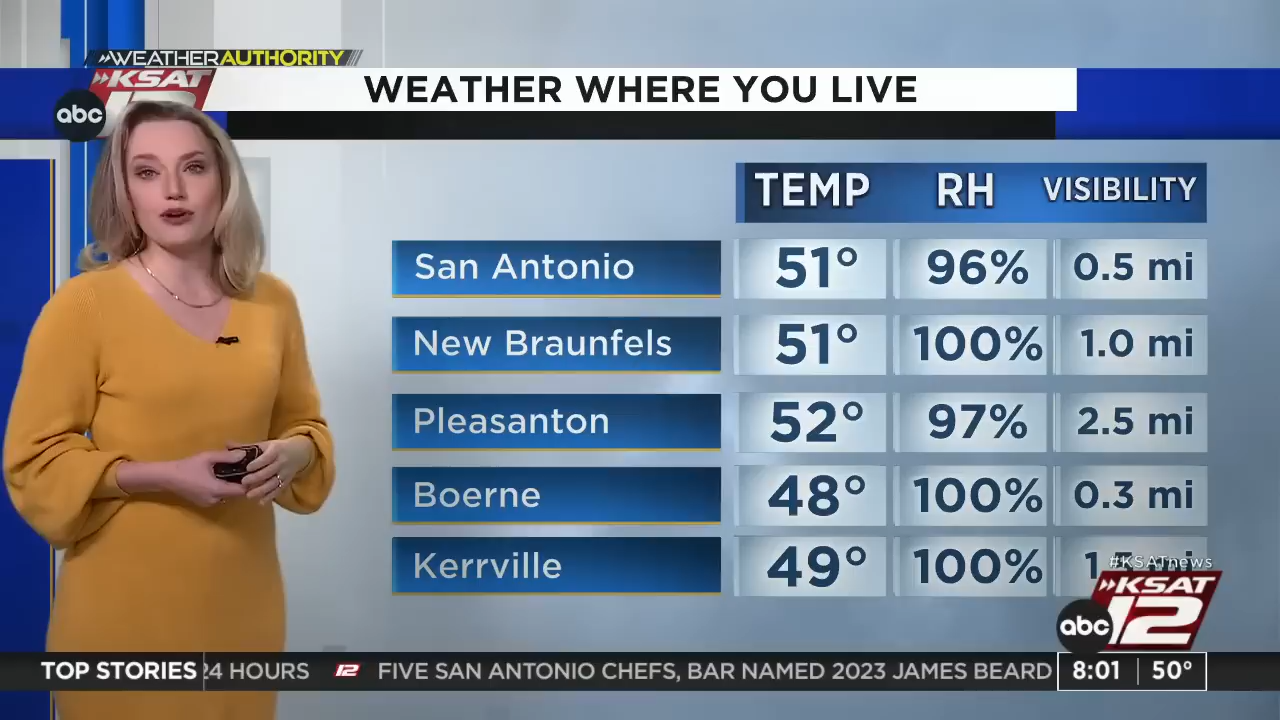 »WEATHERAUTHORITY
»KSAT
12
abc
WEATHER WHERE YOU LIVE
TEMP RH VISIBILITY
San Antonio 51° 96% 0.5 mi
New Braunfels 51° 100% 1.0 mi
Pleasanton 52° 97% 2.5 mi
Boerne 48° 100% 0.3 mi
Kerrville 49° 100%
#KSATnews
»KSAT
abc 12
TOP STORIES 24 HOURS 12 FIVE SAN ANTONIO CHEFS, BAR NAMED 2023 JAMES BEARD 8:01 50°